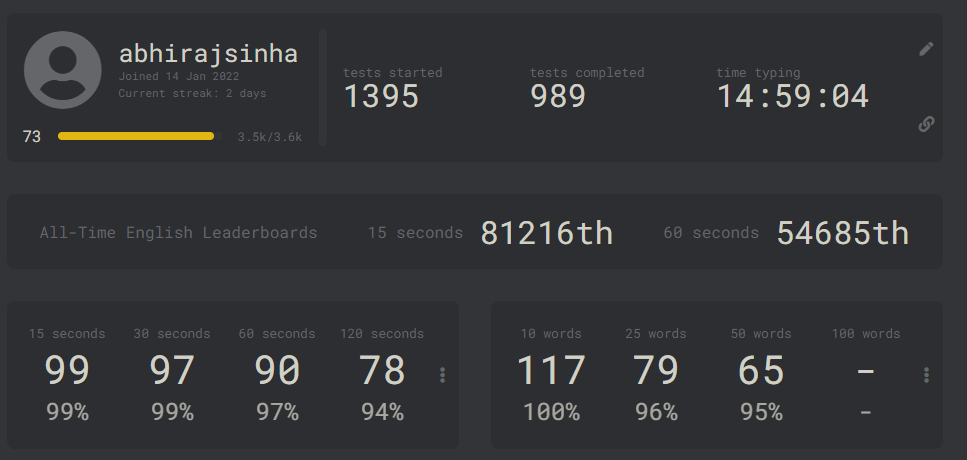 abhirajsinha
Joined 14 Jan 2022
Current streak: 2 days
73 3.5k/3.6k
tests started tests completed time typing
1395 989 14:59:04
All-Time English Leaderboards 15 seconds 81216th 60 seconds 54685th
15 seconds 30 seconds 60 seconds 120 seconds
99 97 90 78
99% 99% 97% 94%
10 words 25 words 50 words 100 words
117 79 65 -
100% 96% 95% -